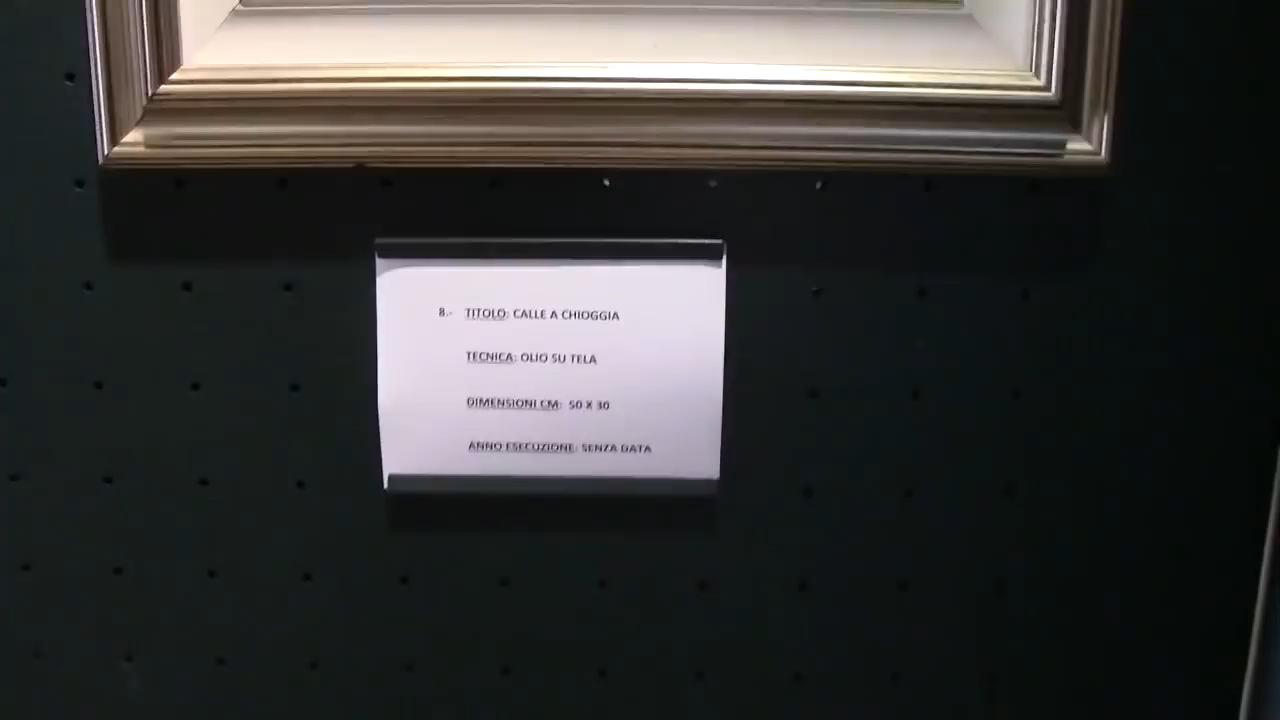 8.- TITOLO: CALLE A CHIOGGIA
TECNICA: OLIO SU TELA
DIMENSIONI CM: 50 X 30
ANNO ESECUZIONE: SENZA DATA